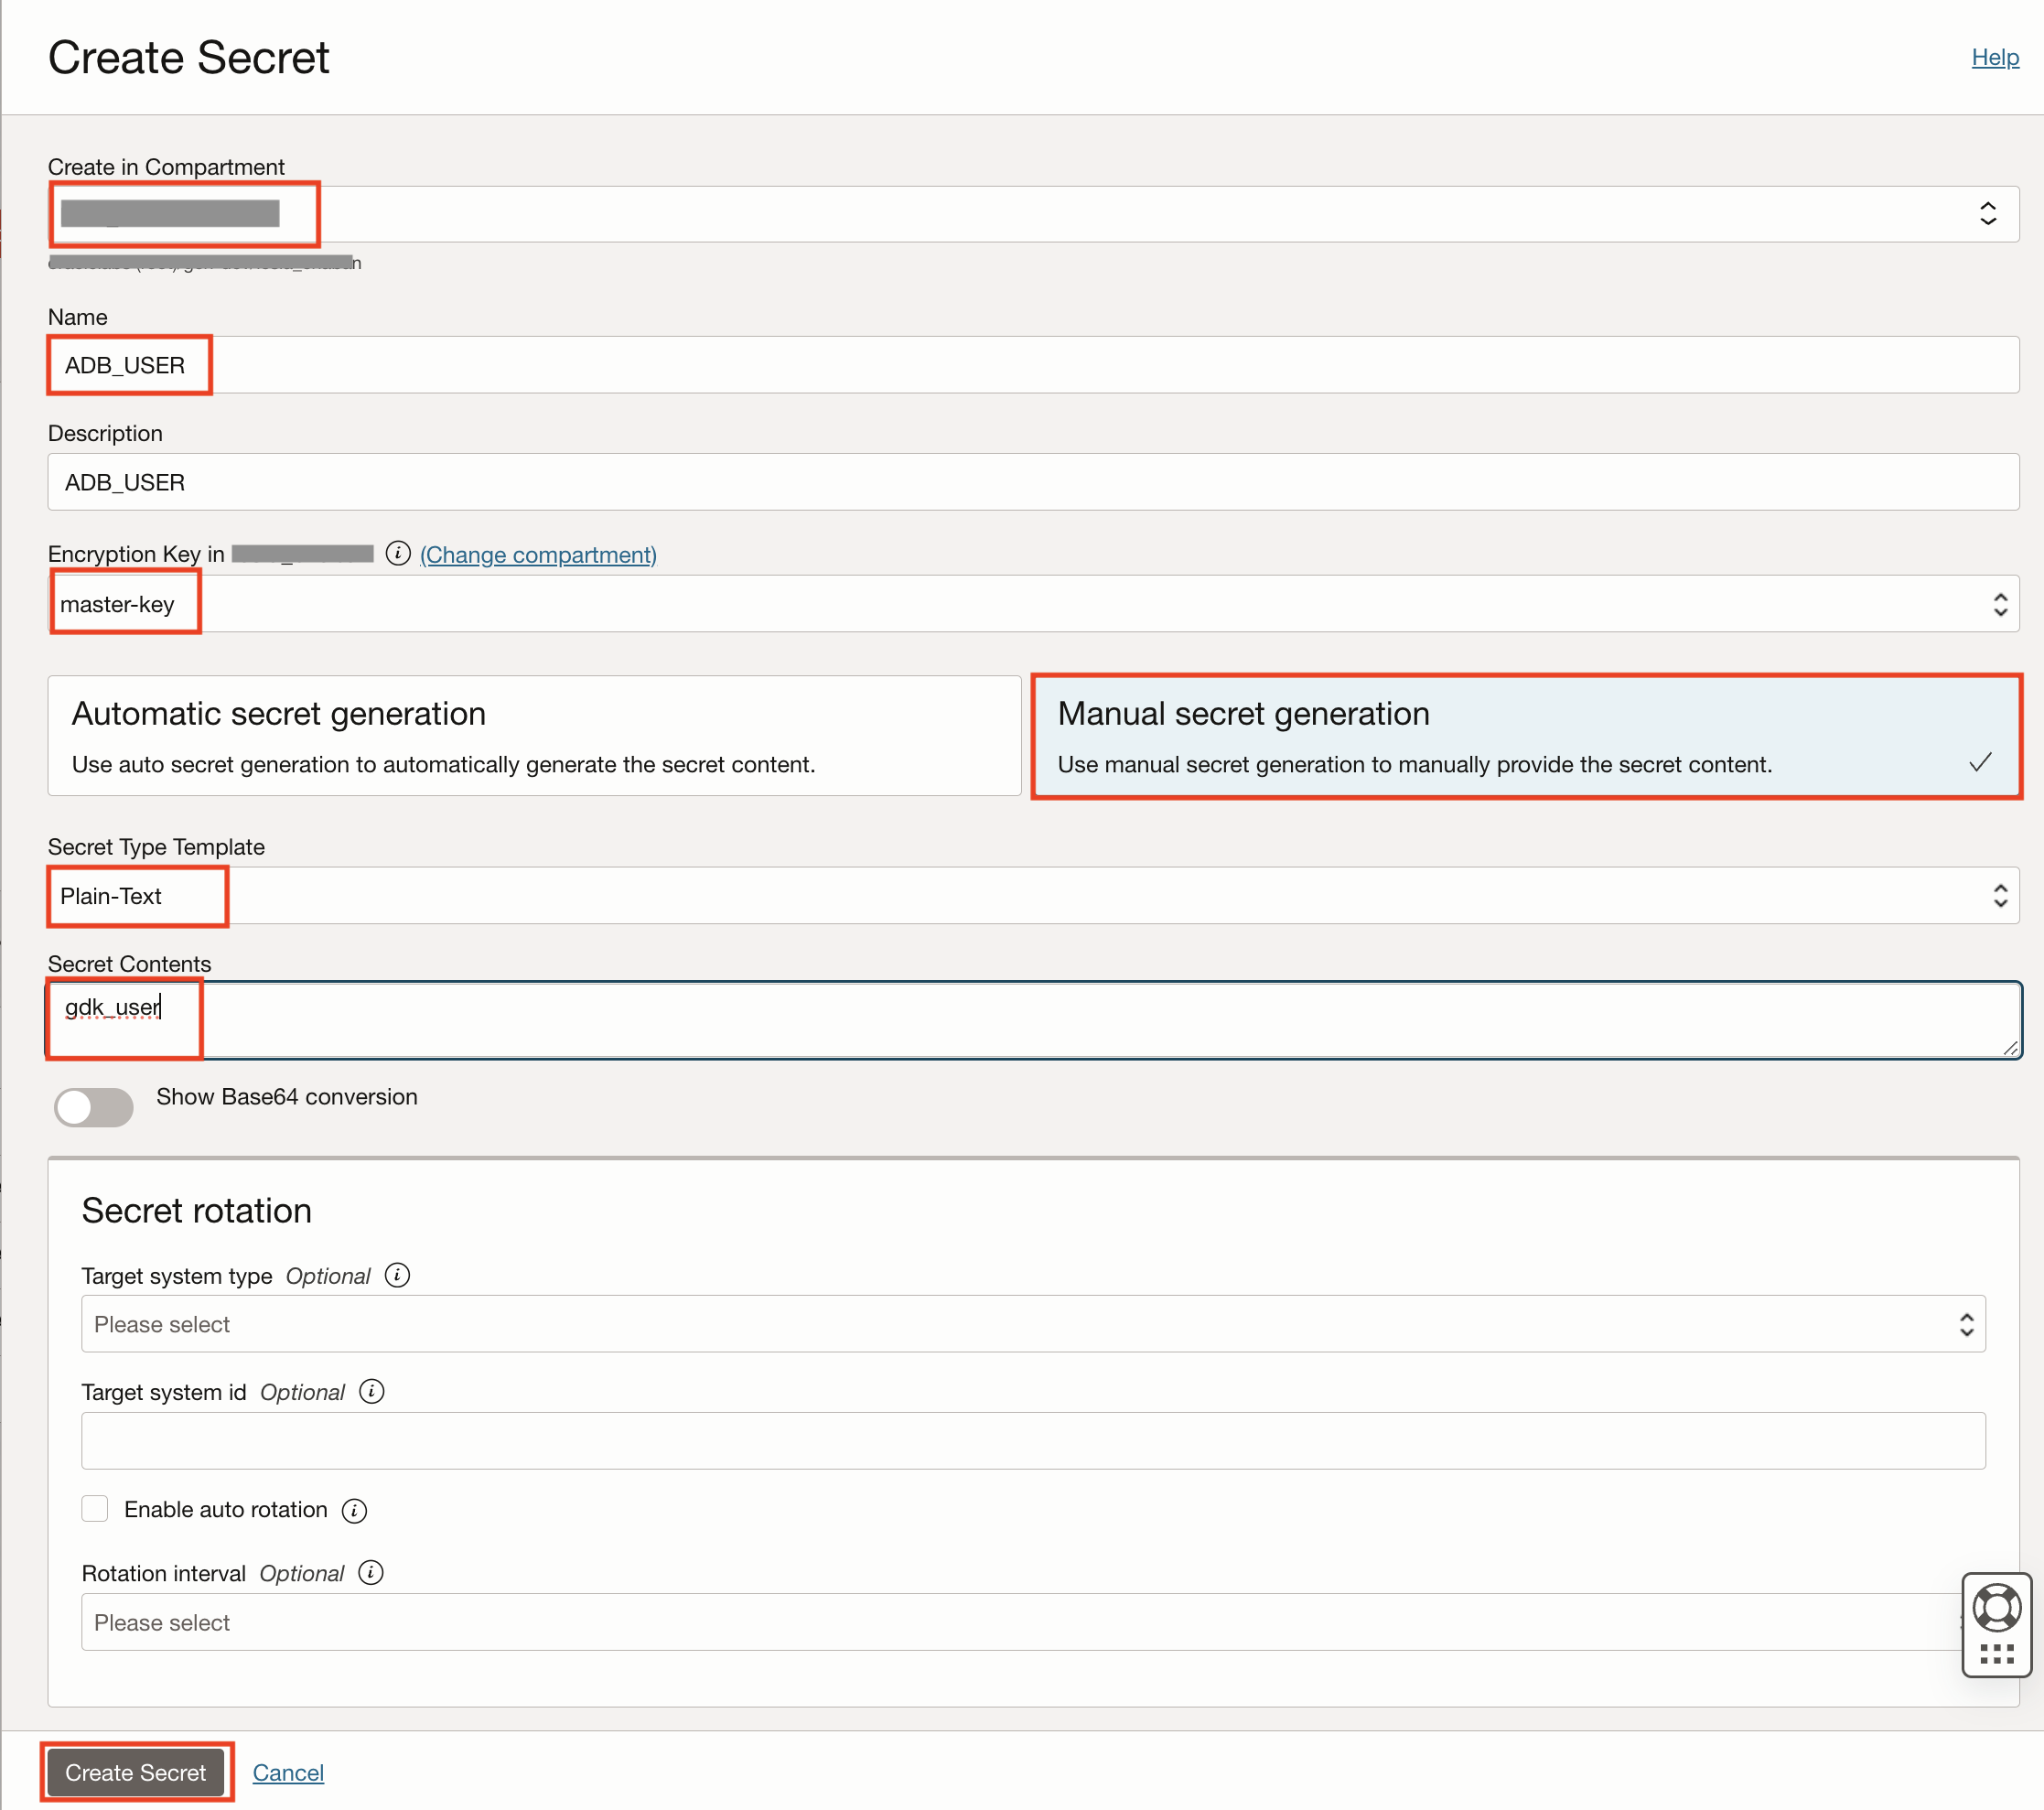 Create Secret
Help
Create in Compartment
Name
ADB_USER
Description
ADB_USER
Encryption Key in (Change compartment)
master-key
Automatic secret generation
Use auto secret generation to automatically generate the secret content.
Manual secret generation
Use manual secret generation to manually provide the secret content.
Secret Type Template
Plain-Text
Secret Contents
gdk_user
Show Base64 conversion
Secret rotation
Target system type Optional
Please select
Target system id Optional
Enable auto rotation
Rotation interval Optional
Please select
Create Secret
Cancel